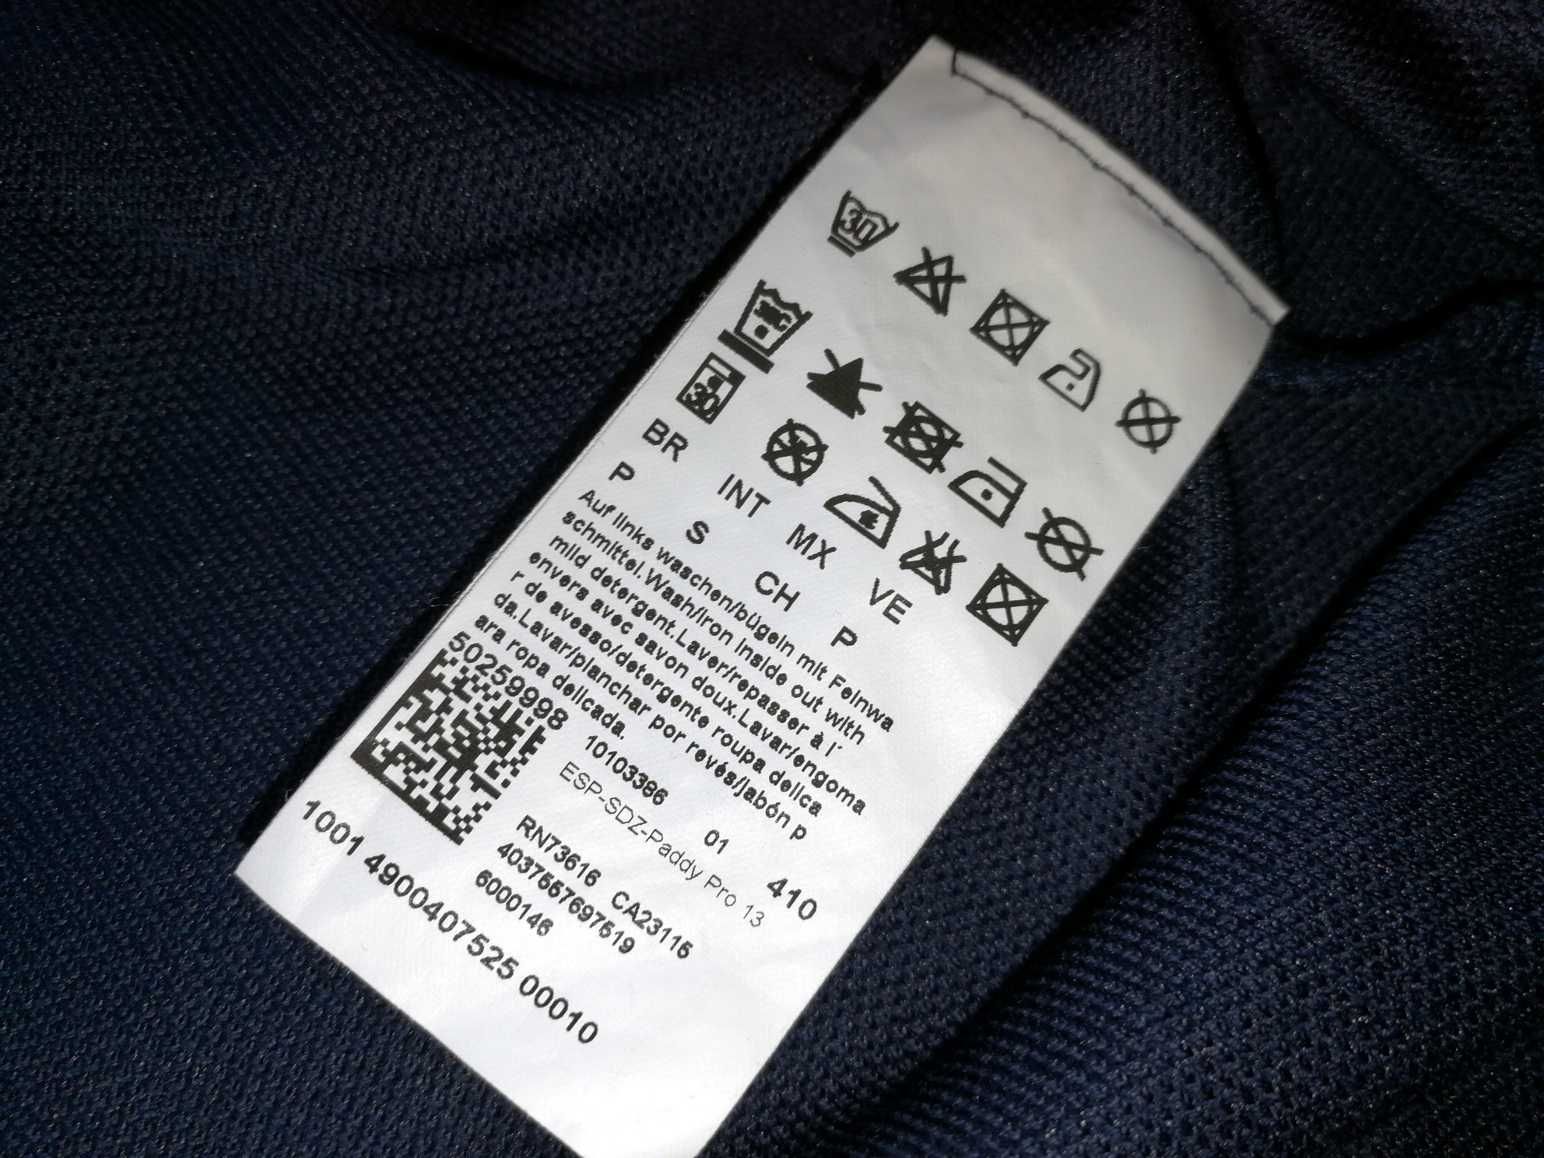 30
BR INT MX VE
P S CH P
Auf links waschen/bügeln mit Feinwa
schmittel.Wash/iron inside out with
mild detergent.Laver/repasser à l'
envers avec savon doux.Lavar/engoma
r de avesso/detergente roupa delica
da.Lavar/planchar por revés/jabón p
ara ropa delicada.
50259998
10103386 01 410
ESP-SDZ-Paddy Pro 13
RN73616 CA23115
4037557697519
6000146
1001 4900407525 00010